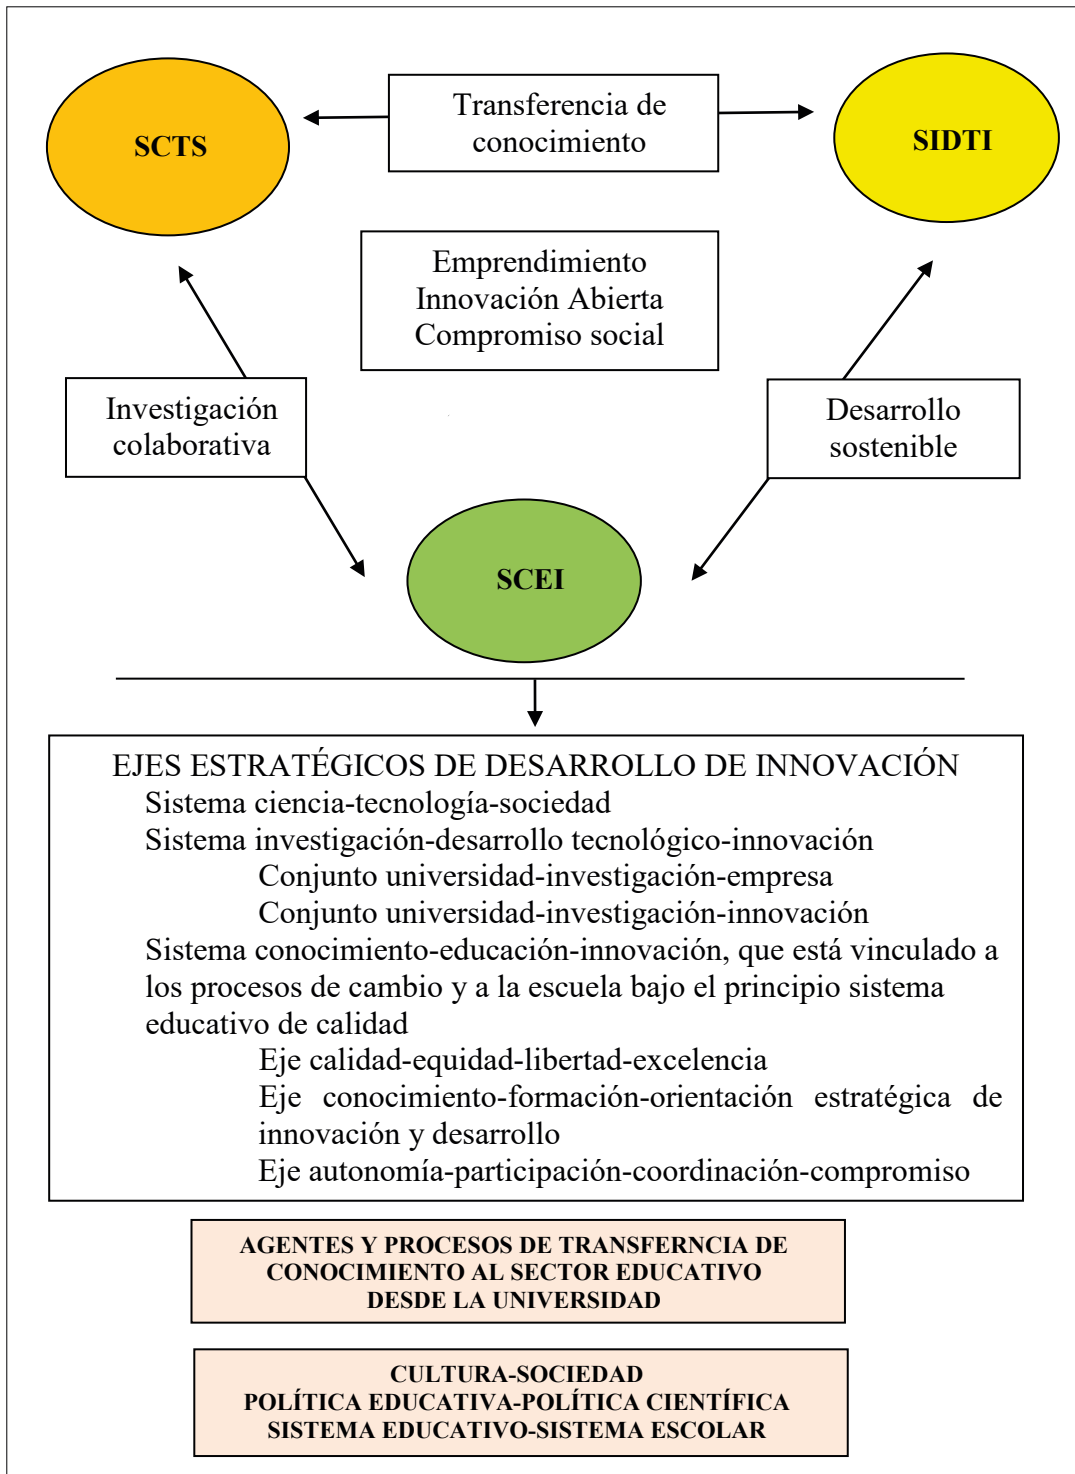 SCTS
Transferencia de
conocimiento
SIDTI
Emprendimiento
Innovación Abierta
Compromiso social
Investigación
colaborativa
Desarrollo
sostenible
SCEI
EJES ESTRATÉGICOS DE DESARROLLO DE INNOVACIÓN
Sistema ciencia-tecnología-sociedad
Sistema investigación-desarrollo tecnológico-innovación
Conjunto universidad-investigación-empresa
Conjunto universidad-investigación-innovación
Sistema conocimiento-educación-innovación, que está vinculado a
los procesos de cambio y a la escuela bajo el principio sistema
educativo de calidad
Eje calidad-equidad-libertad-excelencia
Eje conocimiento-formación-orientación estratégica de
innovación y desarrollo
Eje autonomía-participación-coordinación-compromiso
AGENTES Y PROCESOS DE TRANSFERNCIA DE
CONOCIMIENTO AL SECTOR EDUCATIVO
DESDE LA UNIVERSIDAD
CULTURA-SOCIEDAD
POLÍTICA EDUCATIVA-POLÍTICA CIENTÍFICA
SISTEMA EDUCATIVO-SISTEMA ESCOLAR